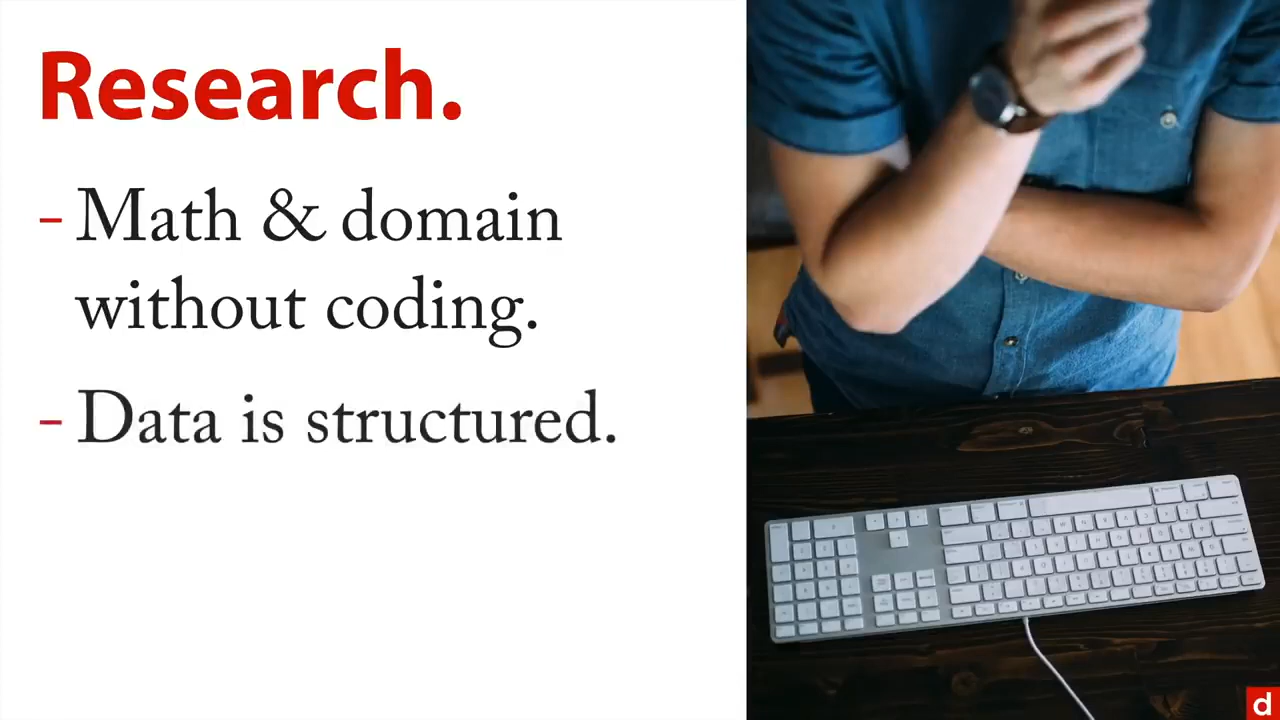 Research.
- Math & domain
without coding.
- Data is structured.
d